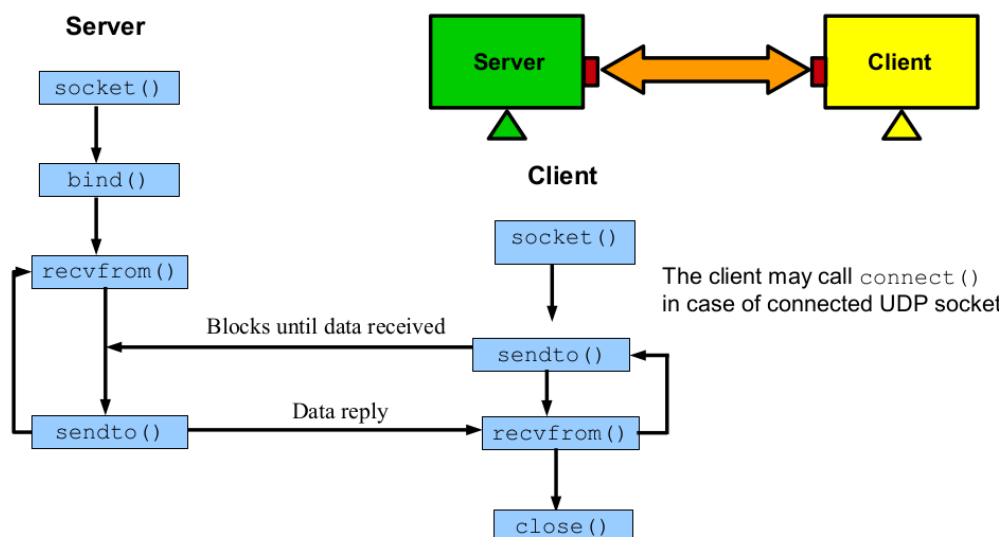 Server
socket()
bind()
recvfrom()
sendto()
Server
Client
Client
socket()
The client may call connect()
in case of connected UDP socket
Blocks until data received
sendto()
Data reply
recvfrom()
close()